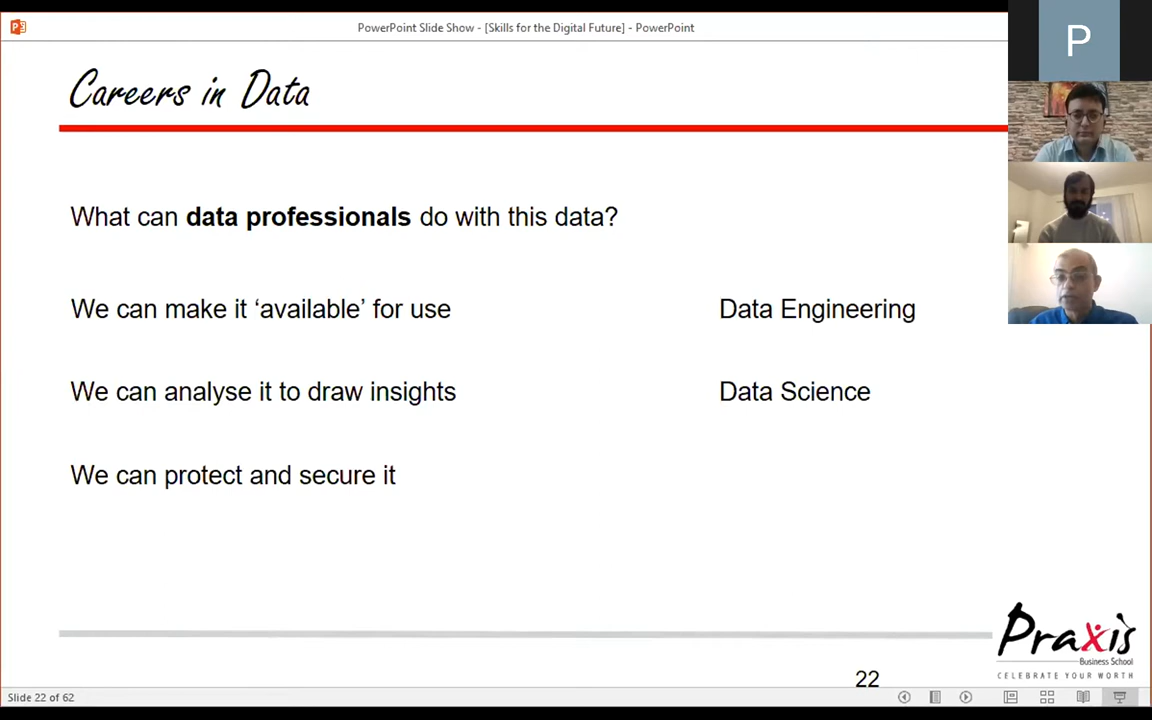 PowerPoint Slide Show - [Skills for the Digital Future] - PowerPoint
P
Careers in Data
What can data professionals do with this data?
We can make it ‘available’ for use Data Engineering
We can analyse it to draw insights Data Science
We can protect and secure it
Praxis
Business School
CELEBRATE YOUR WORTH
22
Slide 22 of 62